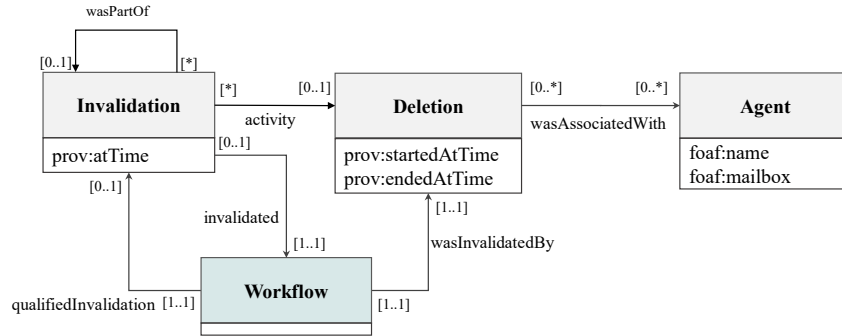 wasPartOf
[0..1]
[*]
Invalidation
prov:atTime
[*]
[0..1]
activity
Deletion
prov:startedAtTime
prov:endedAtTime
[0..*]
[0..*]
wasAssociatedWith
Agent
foaf:name
foaf:mailbox
[0..1]
[0..1]
invalidated
[1..1]
[1..1]
wasInvalidatedBy
Workflow
qualifiedInvalidation
[1..1]
[1..1]